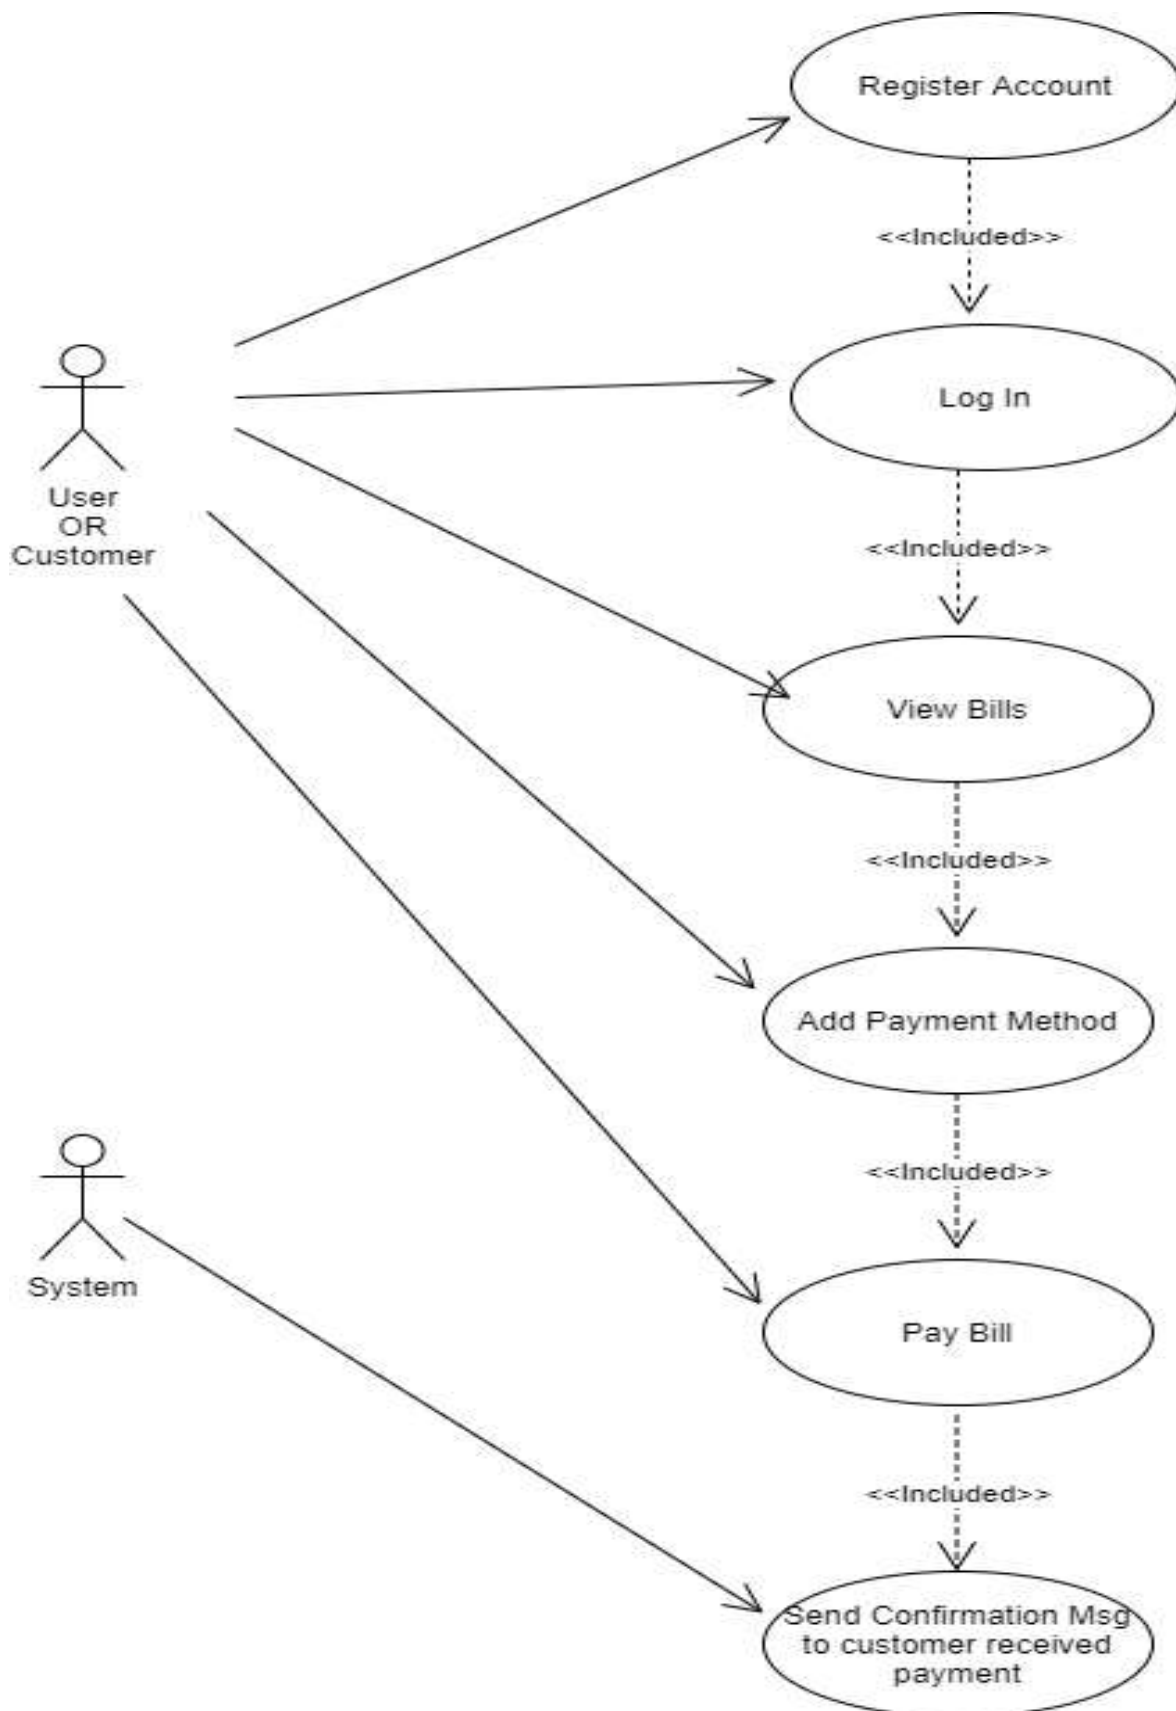 Register Account
<<Included>>
Log In
User
OR
Customer
<<Included>>
View Bills
<<Included>>
Add Payment Method
<<Included>>
System
Pay Bill
<<Included>>
Send Confirmation Msg
to customer received
payment